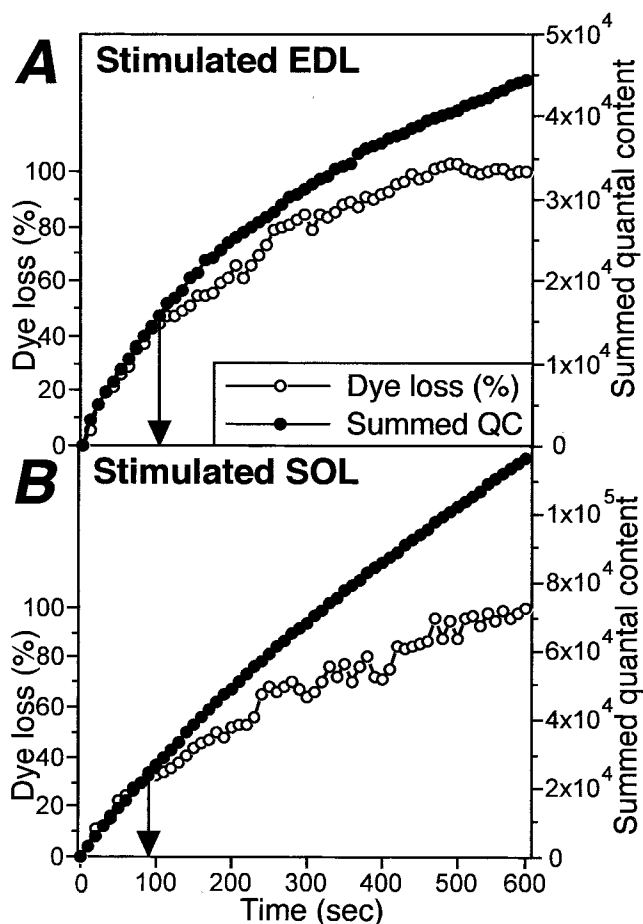 A Stimulated EDL
Dye loss (%)
100
80
60
40
20
0
5x10⁴
4x10⁴
3x10⁴
2x10⁴
1x10⁴
0
Summed quantal content
Dye loss (%)
Summed QC
B Stimulated SOL
Dye loss (%)
100
80
60
40
20
0
1x10⁵
8x10⁴
6x10⁴
4x10⁴
2x10⁴
0
Summed quantal content
0 100 200 300 400 500 600
Time (sec)